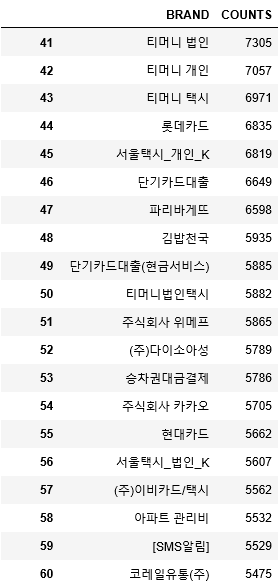 BRAND COUNTS
41 티머니 법인 7305
42 티머니 개인 7057
43 티머니 택시 6971
44 롯데카드 6835
45 서울택시_개인_K 6819
46 단기카드대출 6649
47 파리바게뜨 6598
48 김밥천국 5935
49 단기카드대출(현금서비스) 5885
50 티머니법인택시 5882
51 주식회사 위메프 5865
52 (주)다이소아성 5789
53 승차권대금결제 5786
54 주식회사 카카오 5705
55 현대카드 5662
56 서울택시_법인_K 5607
57 (주)이비카드/택시 5562
58 아파트 관리비 5532
59 [SMS알림] 5529
60 코레일유통(주) 5475